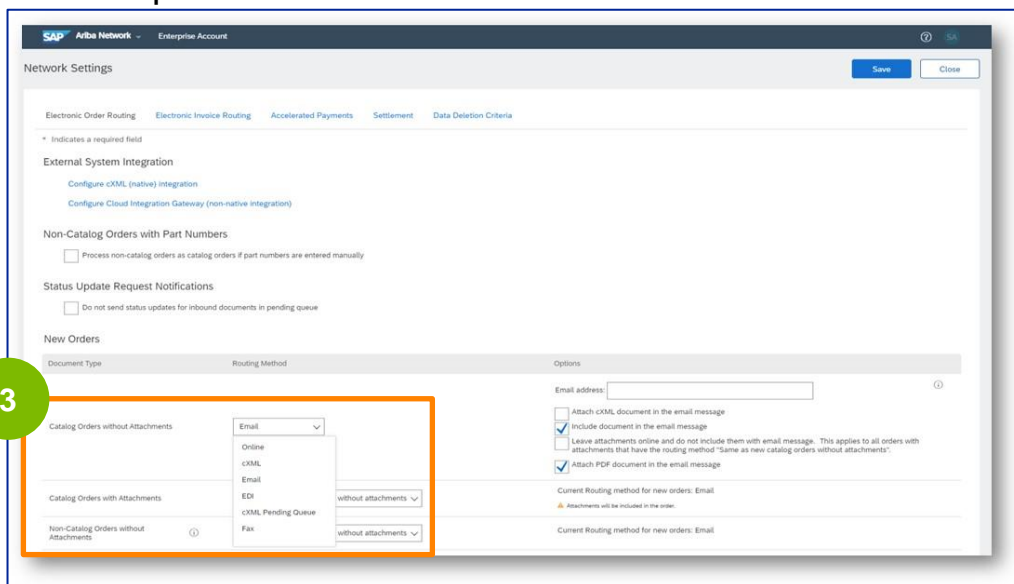 SAP Ariba Network Enterprise Account SA
Network Settings Save Close
Electronic Order Routing Electronic Invoice Routing Accelerated Payments Settlement Data Deletion Criteria
* Indicates a required field
External System Integration
Configure cXML (native) integration
Configure Cloud Integration Gateway (non-native integration)
Non-Catalog Orders with Part Numbers
Process non-catalog orders as catalog orders if part numbers are entered manually
Status Update Request Notifications
Do not send status updates for inbound documents in pending queue
New Orders
Document Type Routing Method Options
3
Email address:
Catalog Orders without Attachments Email
Attach cXML document in the email message
Include document in the email message
Leave attachments online and do not include them with email message. This applies to all orders with
attachments that have the routing method "Same as new catalog orders without attachments".
Attach PDF document in the email message
Online
cXML
Email
EDI
cXML Pending Queue
Fax
Catalog Orders with Attachments without attachments Current Routing method for new orders: Email
Attachments will be included in the order.
Non-Catalog Orders without
Attachments without attachments Current Routing method for new orders: Email